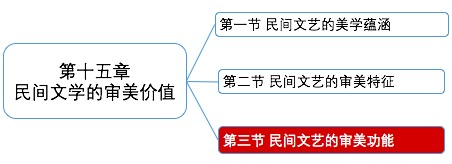 第十五章
民间文学的审美价值
第一节 民间文艺的美学蕴涵
第二节 民间文艺的审美特征
第三节 民间文艺的审美功能